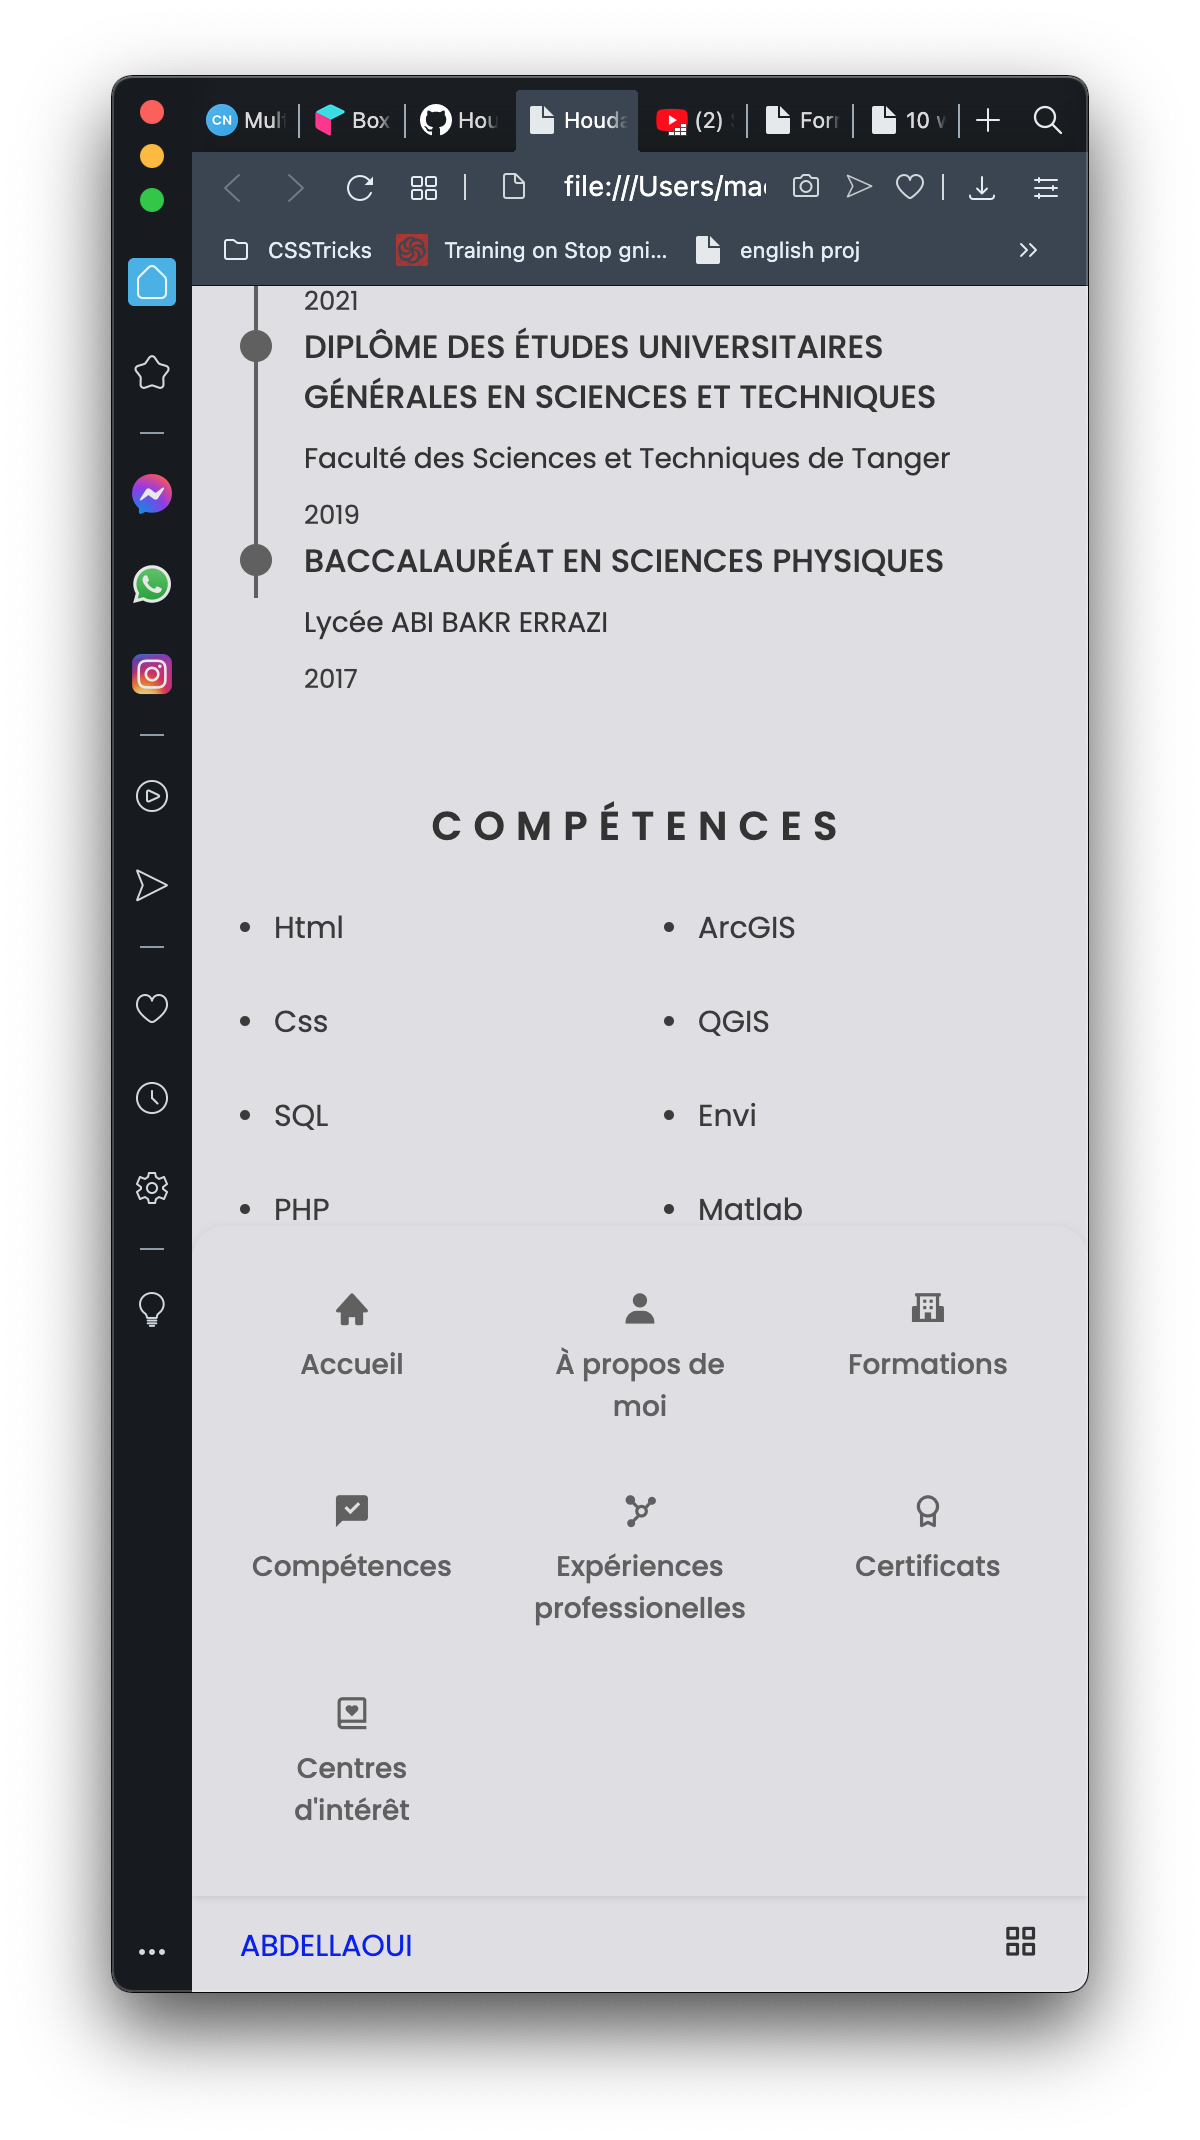 CN Mul
Box
Hou
Houda
(2)
For
10
file:///Users/ma
CSSTricks
Training on Stop gni...
english proj
2021
DIPLÔME DES ÉTUDES UNIVERSITAIRES
GÉNÉRALES EN SCIENCES ET TECHNIQUES
Faculté des Sciences et Techniques de Tanger
2019
BACCALAURÉAT EN SCIENCES PHYSIQUES
Lycée ABI BAKR ERRAZI
2017
COMPÉTENCES
Html
ArcGIS
Css
QGIS
SQL
Envi
PHP
Matlab
Accueil
À propos de
moi
Formations
Compétences
Expériences
professionelles
Certificats
Centres
d'intérêt
ABDELLAOUI